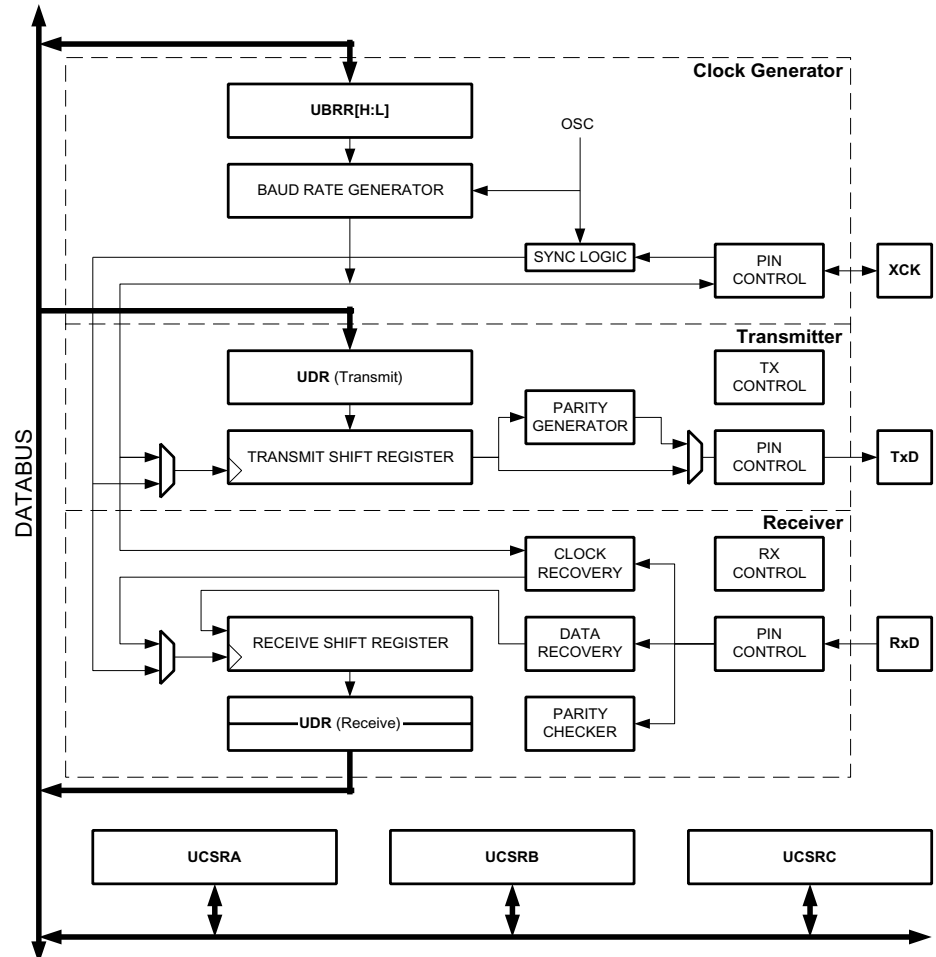 Clock Generator
UBRR[H:L]
OSC
BAUD RATE GENERATOR
SYNC LOGIC
PIN
CONTROL
XCK
Transmitter
UDR (Transmit)
TX
CONTROL
PARITY
GENERATOR
TRANSMIT SHIFT REGISTER
PIN
CONTROL
TxD
DATABUS
Receiver
CLOCK
RECOVERY
RX
CONTROL
RECEIVE SHIFT REGISTER
DATA
RECOVERY
PIN
CONTROL
RxD
UDR (Receive)
PARITY
CHECKER
UCSRA
UCSRB
UCSRC